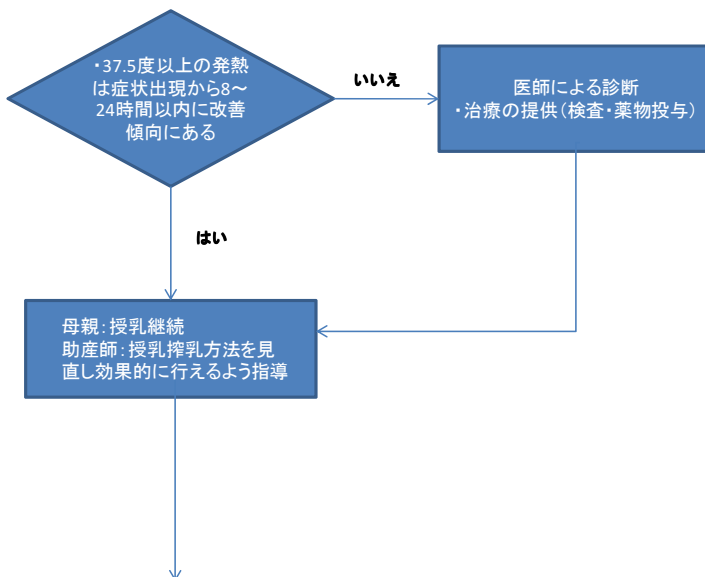 ・37.5度以上の発熱
は症状出現から8～
24時間以内に改善
傾向にある
いいえ
医師による診断
・治療の提供（検査・薬物投与）
はい
母親：授乳継続
助産師：授乳搾乳方法を見
直し効果的に行えるよう指導